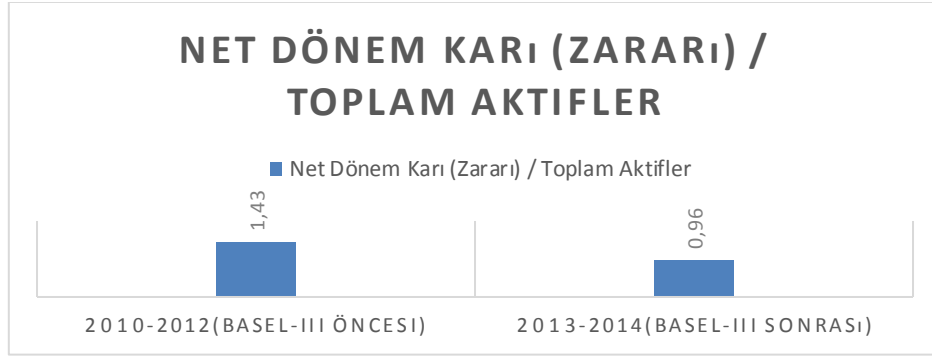 NET DÖNEM KARı (ZARARı) /
TOPLAM AKTIFLER
Net Dönem Karı (Zararı) / Toplam Aktifler
1,43
0,96
2010-2012(BASEL-III ÖNCESI)
2013-2014(BASEL-III SONRASı)